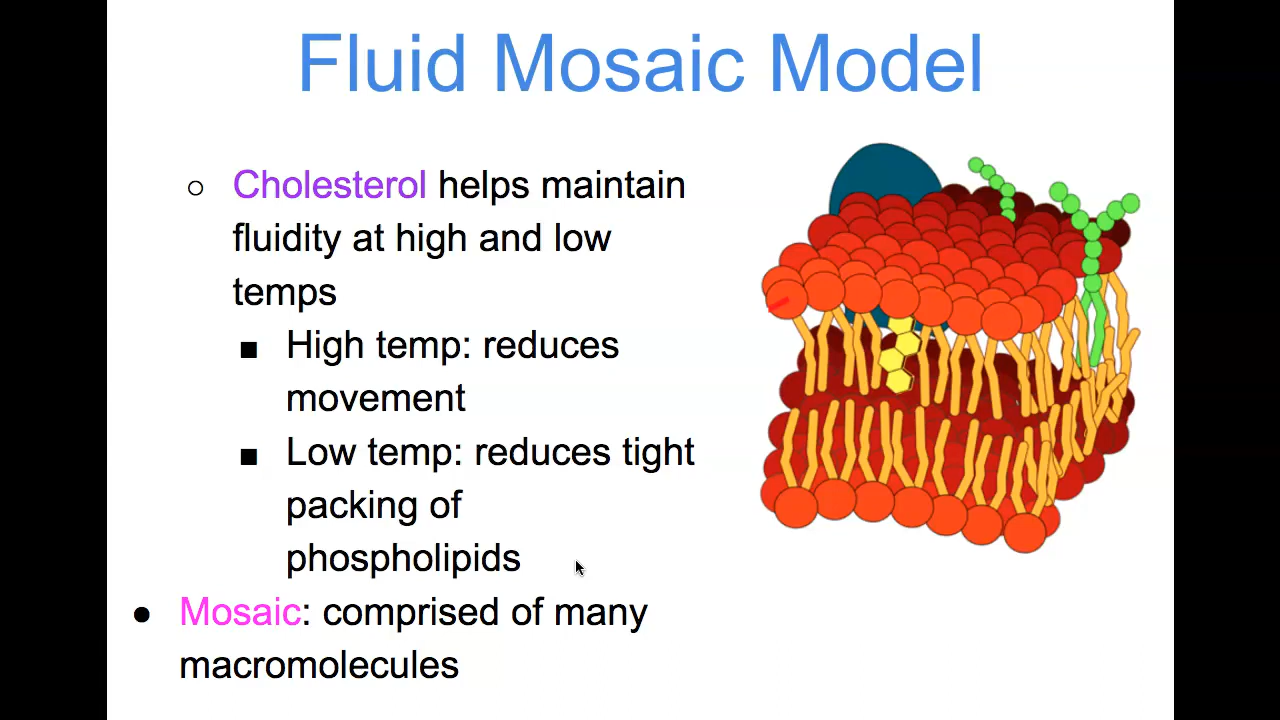 Fluid Mosaic Model
○ Cholesterol helps maintain
fluidity at high and low
temps
■ High temp: reduces
movement
■ Low temp: reduces tight
packing of
phospholipids
● Mosaic: comprised of many
macromolecules